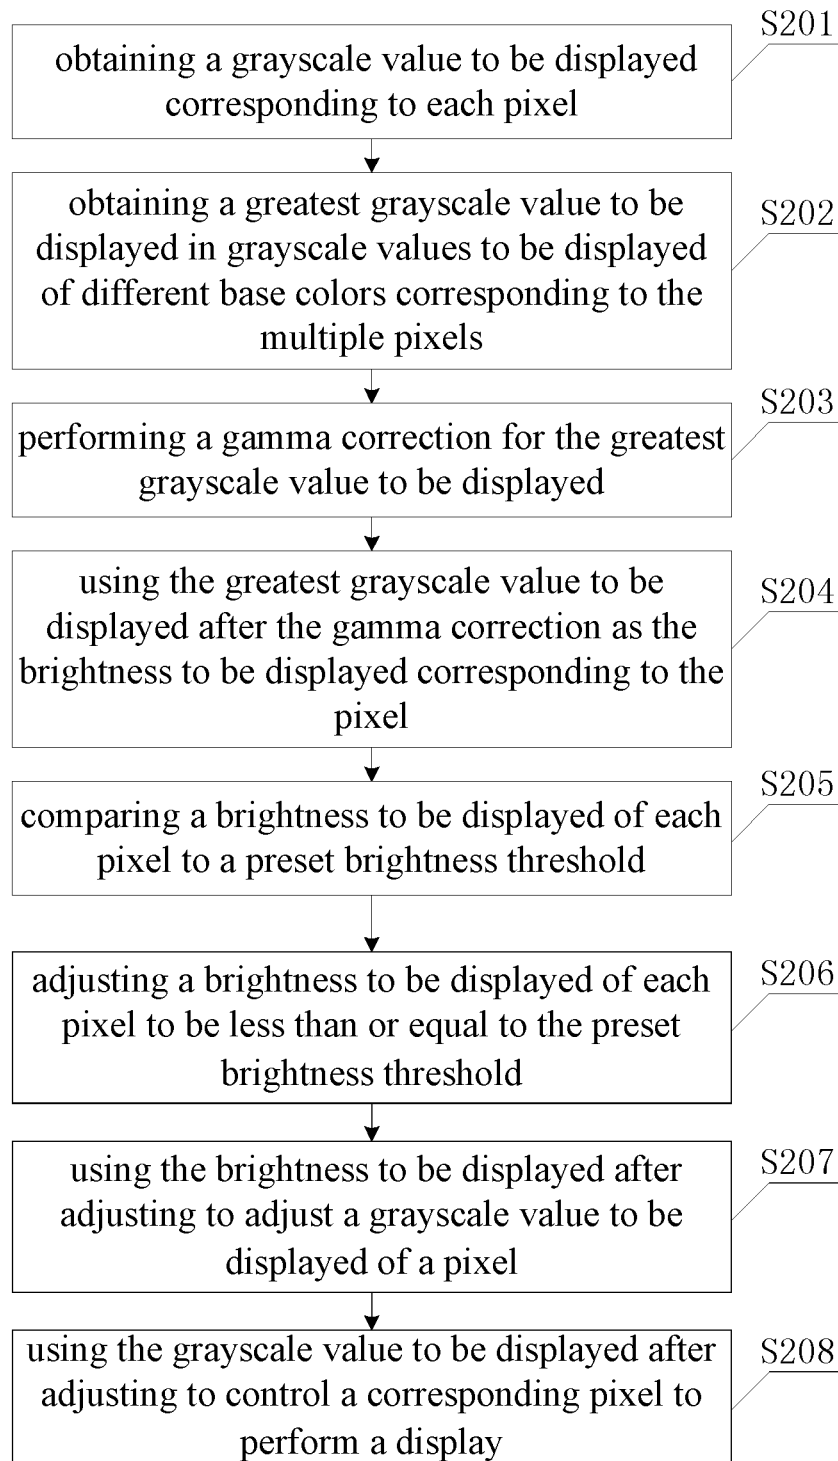 S201
obtaining a grayscale value to be displayed
corresponding to each pixel
obtaining a greatest grayscale value to be
displayed in grayscale values to be displayed
of different base colors corresponding to the
multiple pixels
S202
performing a gamma correction for the greatest
grayscale value to be displayed
S203
using the greatest grayscale value to be
displayed after the gamma correction as the
brightness to be displayed corresponding to the
pixel
S204
comparing a brightness to be displayed of each
pixel to a preset brightness threshold
S205
adjusting a brightness to be displayed of each
pixel to be less than or equal to the preset
brightness threshold
S206
using the brightness to be displayed after
adjusting to adjust a grayscale value to be
displayed of a pixel
S207
using the grayscale value to be displayed after
adjusting to control a corresponding pixel to
perform a display
S208